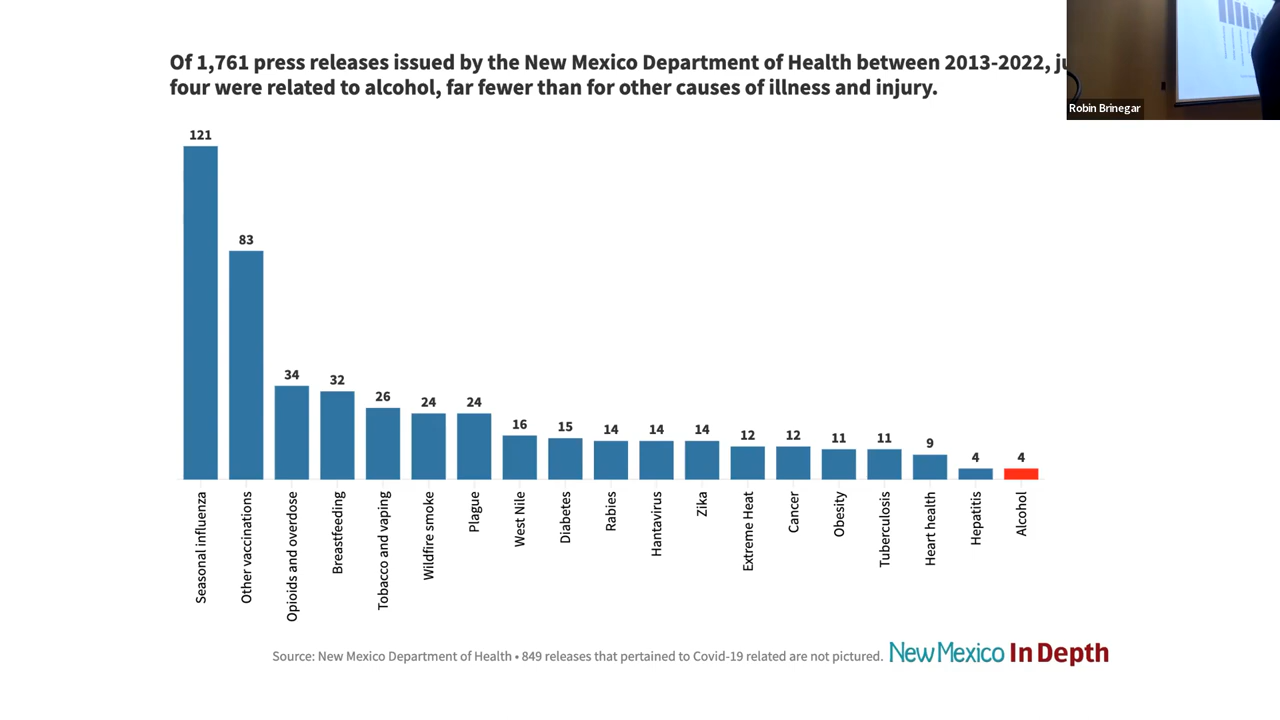 Of 1,761 press releases issued by the New Mexico Department of Health between 2013-2022,
four were related to alcohol, far fewer than for other causes of illness and injury.
Robin Brinegar
121
83
34
32
26
24
24
16
15
14
14
14
12
12
11
11
9
4
4
Seasonal influenza
Other vaccinations
Opioids and overdose
Breastfeeding
Tobacco and vaping
Wildfire smoke
Plague
West Nile
Diabetes
Rabies
Hantavirus
Zika
Extreme Heat
Cancer
Obesity
Tuberculosis
Heart health
Hepatitis
Alcohol
Source: New Mexico Department of Health • 849 releases that pertained to Covid-19 related are not pictured.
New Mexico In Depth